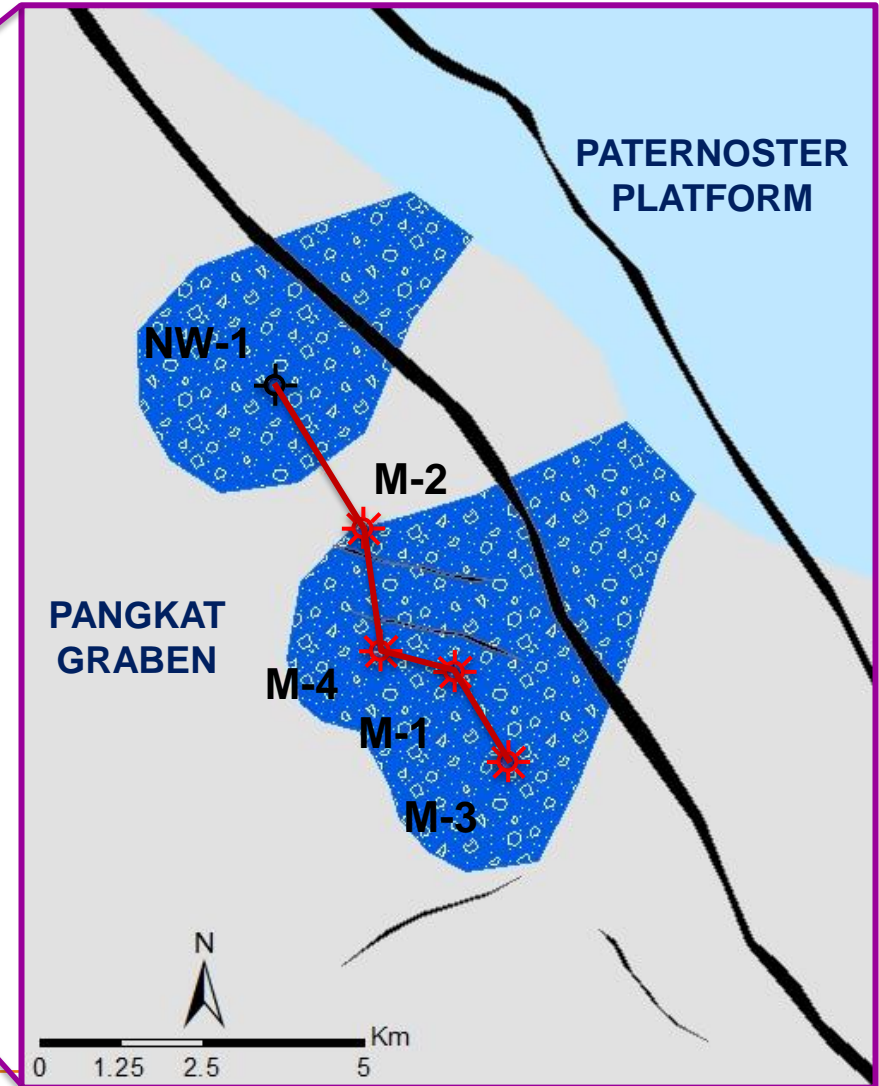 PATERNOSTER
PLATFORM
NW-1
M-2
PANGKAT
GRABEN
M-4
M-1
M-3
N
Km
0 1.25 2.5 5